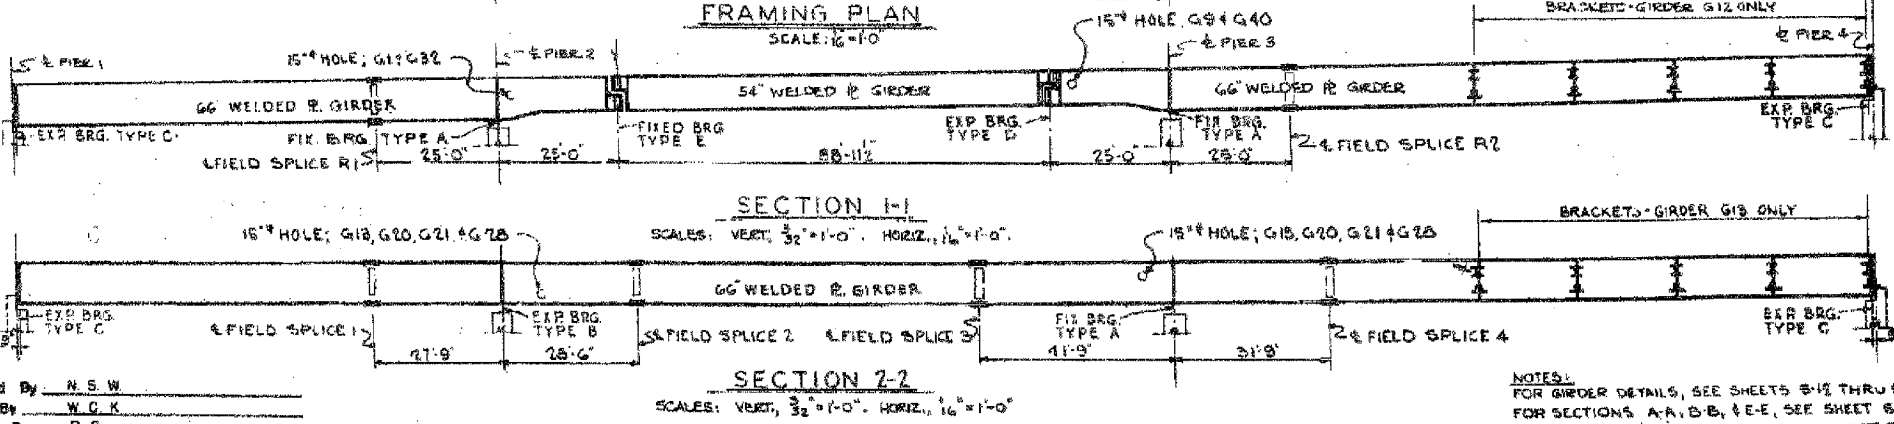 FRAMING PLAN
SCALE: 1/16"=1'-0"
15"ᶲ HOLE, G9 & G40
BRACKETS-GIRDER G12 ONLY
℄ PIER 1
15"ᶲ HOLE; G1 & G32
℄ PIER 2
℄ PIER 3
℄ PIER 4
66" WELDED ℞ GIRDER
54" WELDED ℞ GIRDER
66" WELDED ℞ GIRDER
EXP. BRG. TYPE C
FIX. BRG. TYPE A
FIXED BRG
TYPE E
EXP BRG.
TYPE D
FIX BRG.
TYPE A
EXP BRG.
TYPE C
℄ FIELD SPLICE R1
25'-0"
25'-0"
88'-11½"
25'-0"
25'-0"
℄ FIELD SPLICE R2
SECTION 1-1
SCALES: VERT., 3/32"=1'-0". HORIZ., 1/16"=1'-0".
BRACKETS-GIRDER G13 ONLY
15"ᶲ HOLE; G13, G20, G21, & G28
15"ᶲ HOLE; G13, G20, G21 & G28
66" WELDED ℞ GIRDER
EXP. BRG.
TYPE C
℄ FIELD SPLICE 1
EXP. BRG.
TYPE B
℄ FIELD SPLICE 2
℄ FIELD SPLICE 3
FIX BRG.
TYPE A
℄ FIELD SPLICE 4
EXP BRG.
TYPE C
27'-9"
28'-6"
41'-9"
31'-9"
SECTION 2-2
SCALES: VERT., 3/32"=1'-0". HORIZ., 1/16"=1'-0"
By N. S. W.
By W. C. K
NOTES:
FOR GIRDER DETAILS, SEE SHEETS S-12 THRU
FOR SECTIONS A-A, B-B, & E-E, SEE SHEET